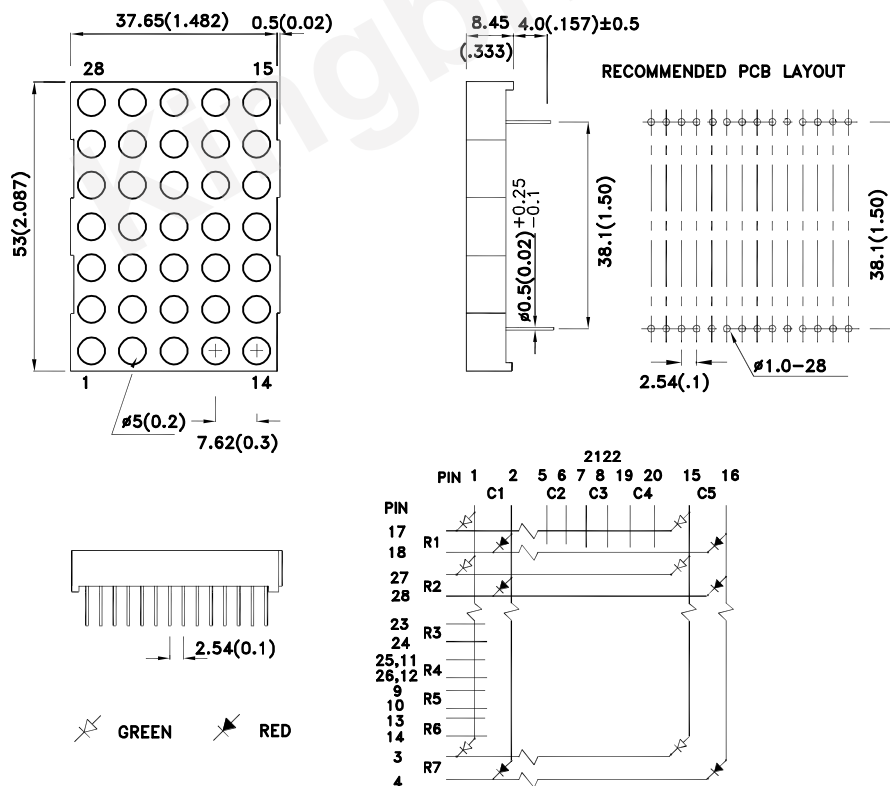 37.65(1.482) 0.5(0.02)
8.45 4.0(.157)±0.5
(.333)
28 15
RECOMMENDED PCB LAYOUT
53(2.087)
ø0.5(0.02) +0.25 -0.1
38.1(1.50)
38.1(1.50)
1 14
ø5(0.2)
7.62(0.3)
2.54(.1)
ø1.0-28
2122
PIN 1 2 5 6 7 8 19 20 15 16
C1 C2 C3 C4 C5
PIN
17
R1
18
27
R2
28
23
R3
24
25,11
R4
26,12
9
R5
10
13
R6
14
3
R7
4
2.54(0.1)
GREEN RED